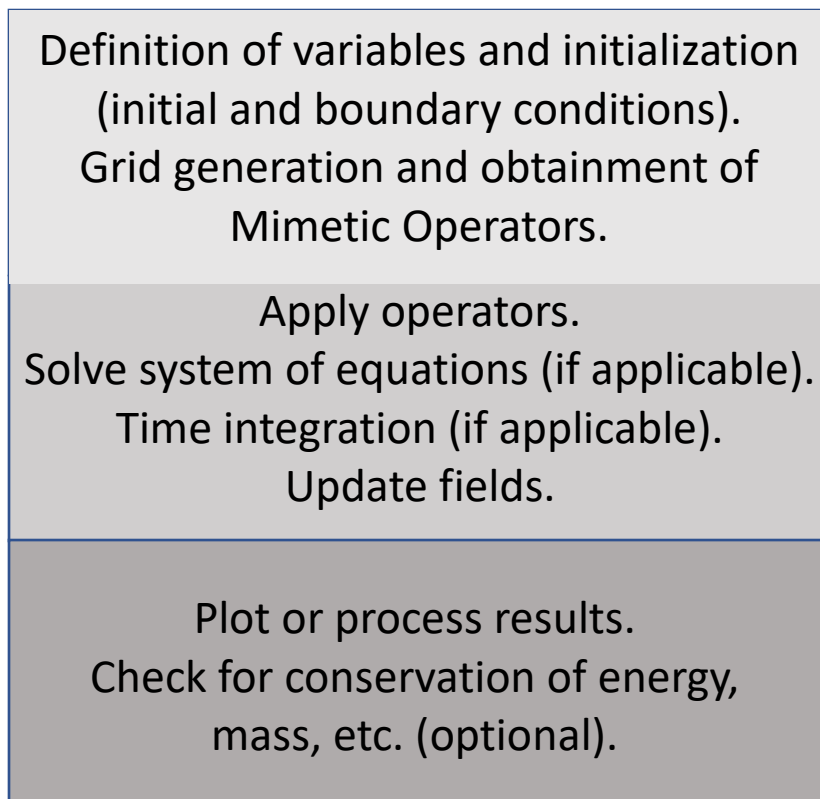 Definition of variables and initialization
(initial and boundary conditions).
Grid generation and obtainment of
Mimetic Operators.
Apply operators.
Solve system of equations (if applicable).
Time integration (if applicable).
Update fields.
Plot or process results.
Check for conservation of energy,
mass, etc. (optional).